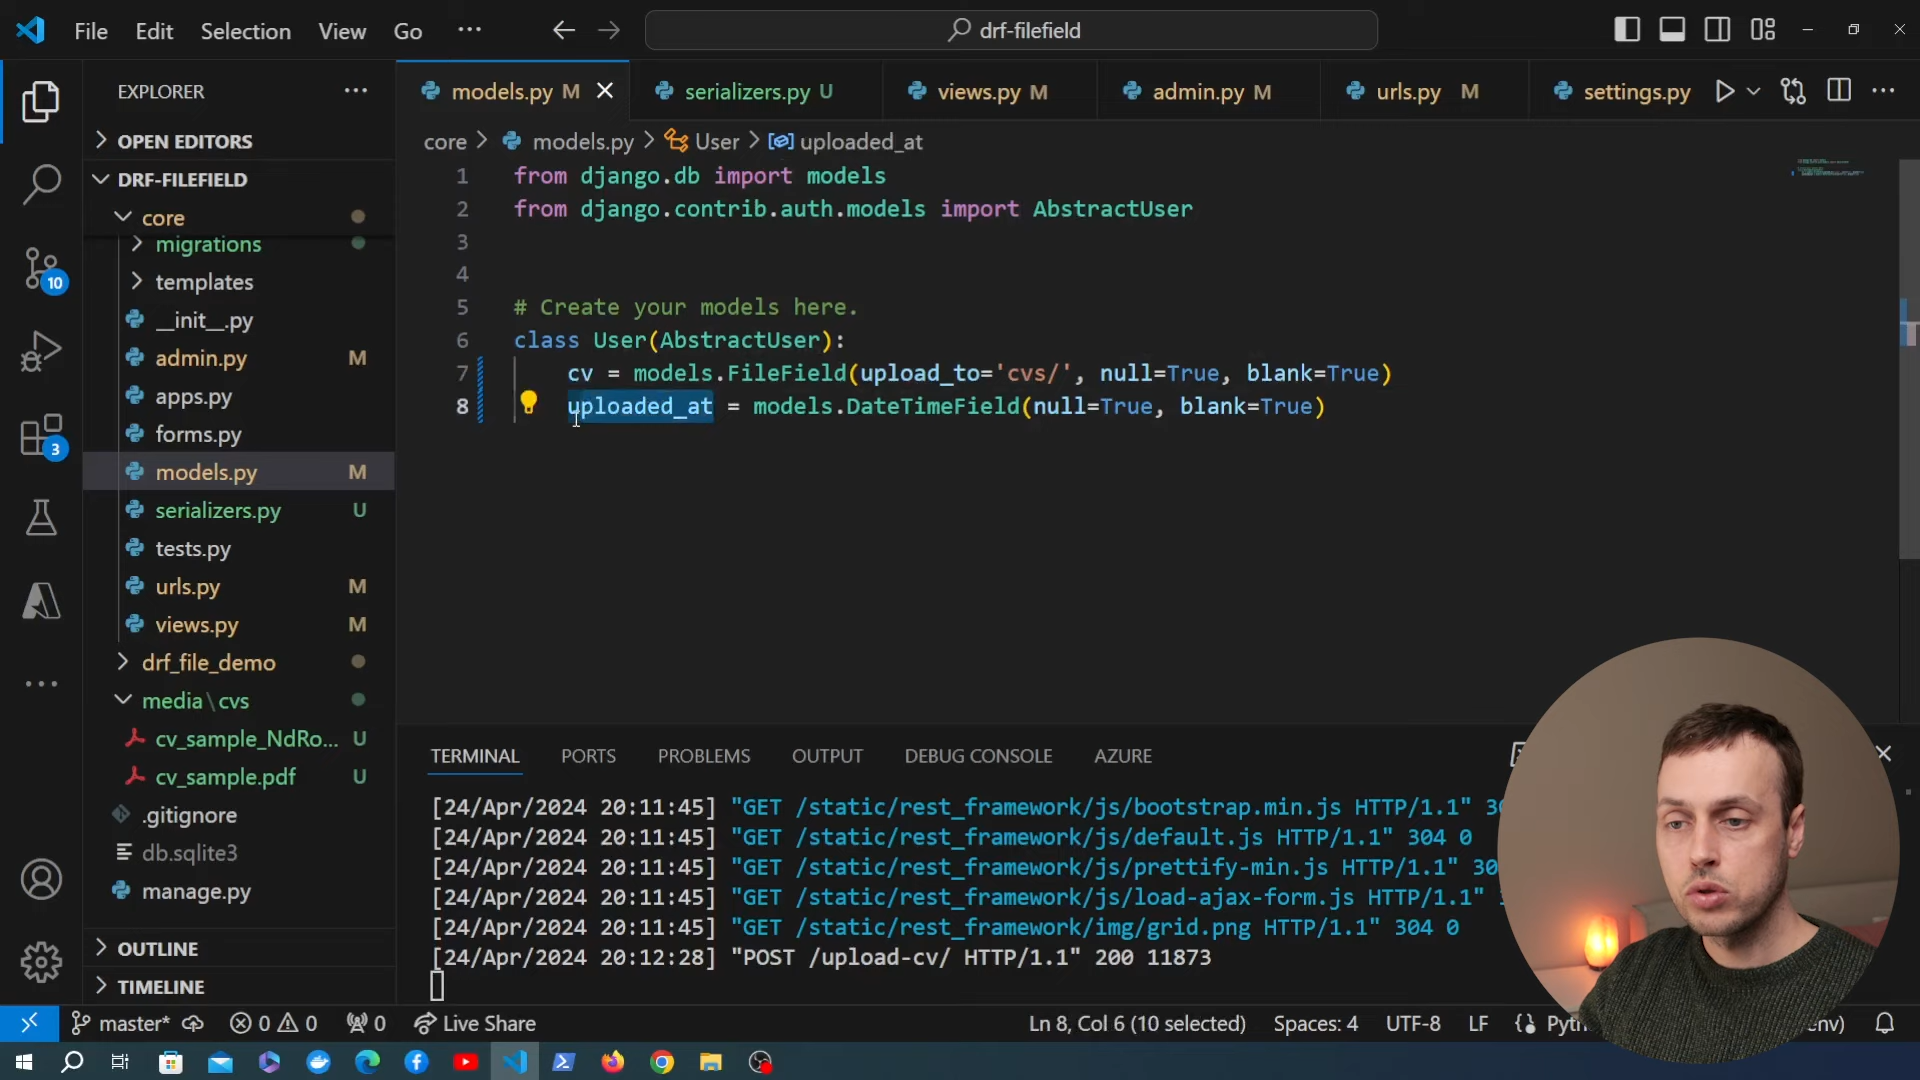 File Edit Selection View Go ··· drf-filefield
EXPLORER ···
models.py M serializers.py U views.py M admin.py M urls.py M settings.py ···
OPEN EDITORS
core > models.py > User > uploaded_at
DRF-FILEFIELD
core
migrations
templates
__init__.py
admin.py M
apps.py
forms.py
models.py M
serializers.py U
tests.py
urls.py M
views.py M
drf_file_demo
media\cvs
cv_sample_NdRo... U
cv_sample.pdf U
.gitignore
db.sqlite3
manage.py
OUTLINE
TIMELINE
10
3
1 from django.db import models
2 from django.contrib.auth.models import AbstractUser
3
4
5 # Create your models here.
6 class User(AbstractUser):
7 cv = models.FileField(upload_to='cvs/', null=True, blank=True)
8 uploaded_at = models.DateTimeField(null=True, blank=True)
TERMINAL PORTS PROBLEMS OUTPUT DEBUG CONSOLE AZURE
[24/Apr/2024 20:11:45] "GET /static/rest_framework/js/bootstrap.min.js HTTP/1.1"
[24/Apr/2024 20:11:45] "GET /static/rest_framework/js/default.js HTTP/1.1" 304 0
[24/Apr/2024 20:11:45] "GET /static/rest_framework/js/prettify-min.js HTTP/1.1"
[24/Apr/2024 20:11:45] "GET /static/rest_framework/js/load-ajax-form.js HTTP/1.1"
[24/Apr/2024 20:11:45] "GET /static/rest_framework/img/grid.png HTTP/1.1" 304 0
[24/Apr/2024 20:12:28] "POST /upload-cv/ HTTP/1.1" 200 11873
master* 0 0 0 Live Share Ln 8, Col 6 (10 selected) Spaces: 4 UTF-8 LF